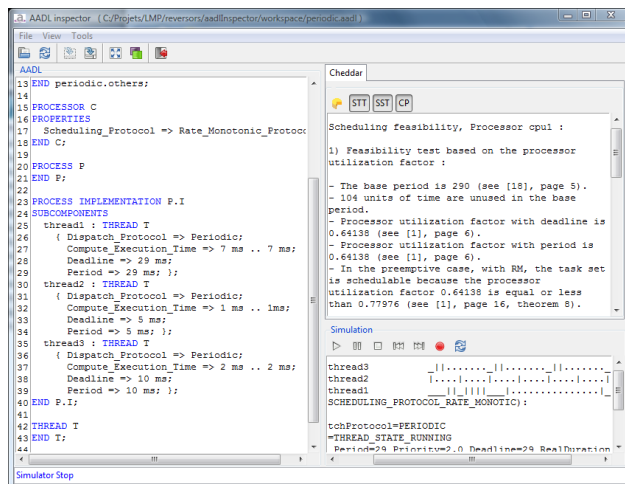 AADL inspector ( C:/Projets/LMP/reversors/aadlInspector/workspace/periodic.aadl )
File View Tools
AADL
13 END periodic.others;
14
15 PROCESSOR C
16 PROPERTIES
17 Scheduling_Protocol => Rate_Monotonic_Protoco
18 END C;
19
20 PROCESS P
21 END P;
22
23 PROCESS IMPLEMENTATION P.I
24 SUBCOMPONENTS
25 thread1 : THREAD T
26 { Dispatch_Protocol => Periodic;
27 Compute_Execution_Time => 7 ms .. 7 ms;
28 Deadline => 29 ms;
29 Period => 29 ms; };
30 thread2 : THREAD T
31 { Dispatch_Protocol => Periodic;
32 Compute_Execution_Time => 1 ms .. 1ms;
33 Deadline => 5 ms;
34 Period => 5 ms; };
35 thread3 : THREAD T
36 { Dispatch_Protocol => Periodic;
37 Compute_Execution_Time => 2 ms .. 2 ms;
38 Deadline => 10 ms;
39 Period => 10 ms; };
40 END P.I;
41
42 THREAD T
43 END T;
44
Cheddar
STT SST CP
Scheduling feasibility, Processor cpu1 :
1) Feasibility test based on the processor
utilization factor :
- The base period is 290 (see [18], page 5).
- 104 units of time are unused in the base
period.
- Processor utilization factor with deadline is
0.64138 (see [1], page 6).
- Processor utilization factor with period is
0.64138 (see [1], page 6).
- In the preemptive case, with RM, the task set
is schedulable because the processor
utilization factor 0.64138 is equal or less
than 0.77976 (see [1], page 16, theorem 8).
Simulation
thread3 _||......._||......._||......._
thread2 |....|....|....|....|....|....|
thread1 ___||_||||___|...............|
SCHEDULING_PROTOCOL_RATE_MONOTIC):
tchProtocol=PERIODIC
=THREAD_STATE_RUNNING
Period=29 Priority=2.0 Deadline=29 RealDuration
Simulator Stop